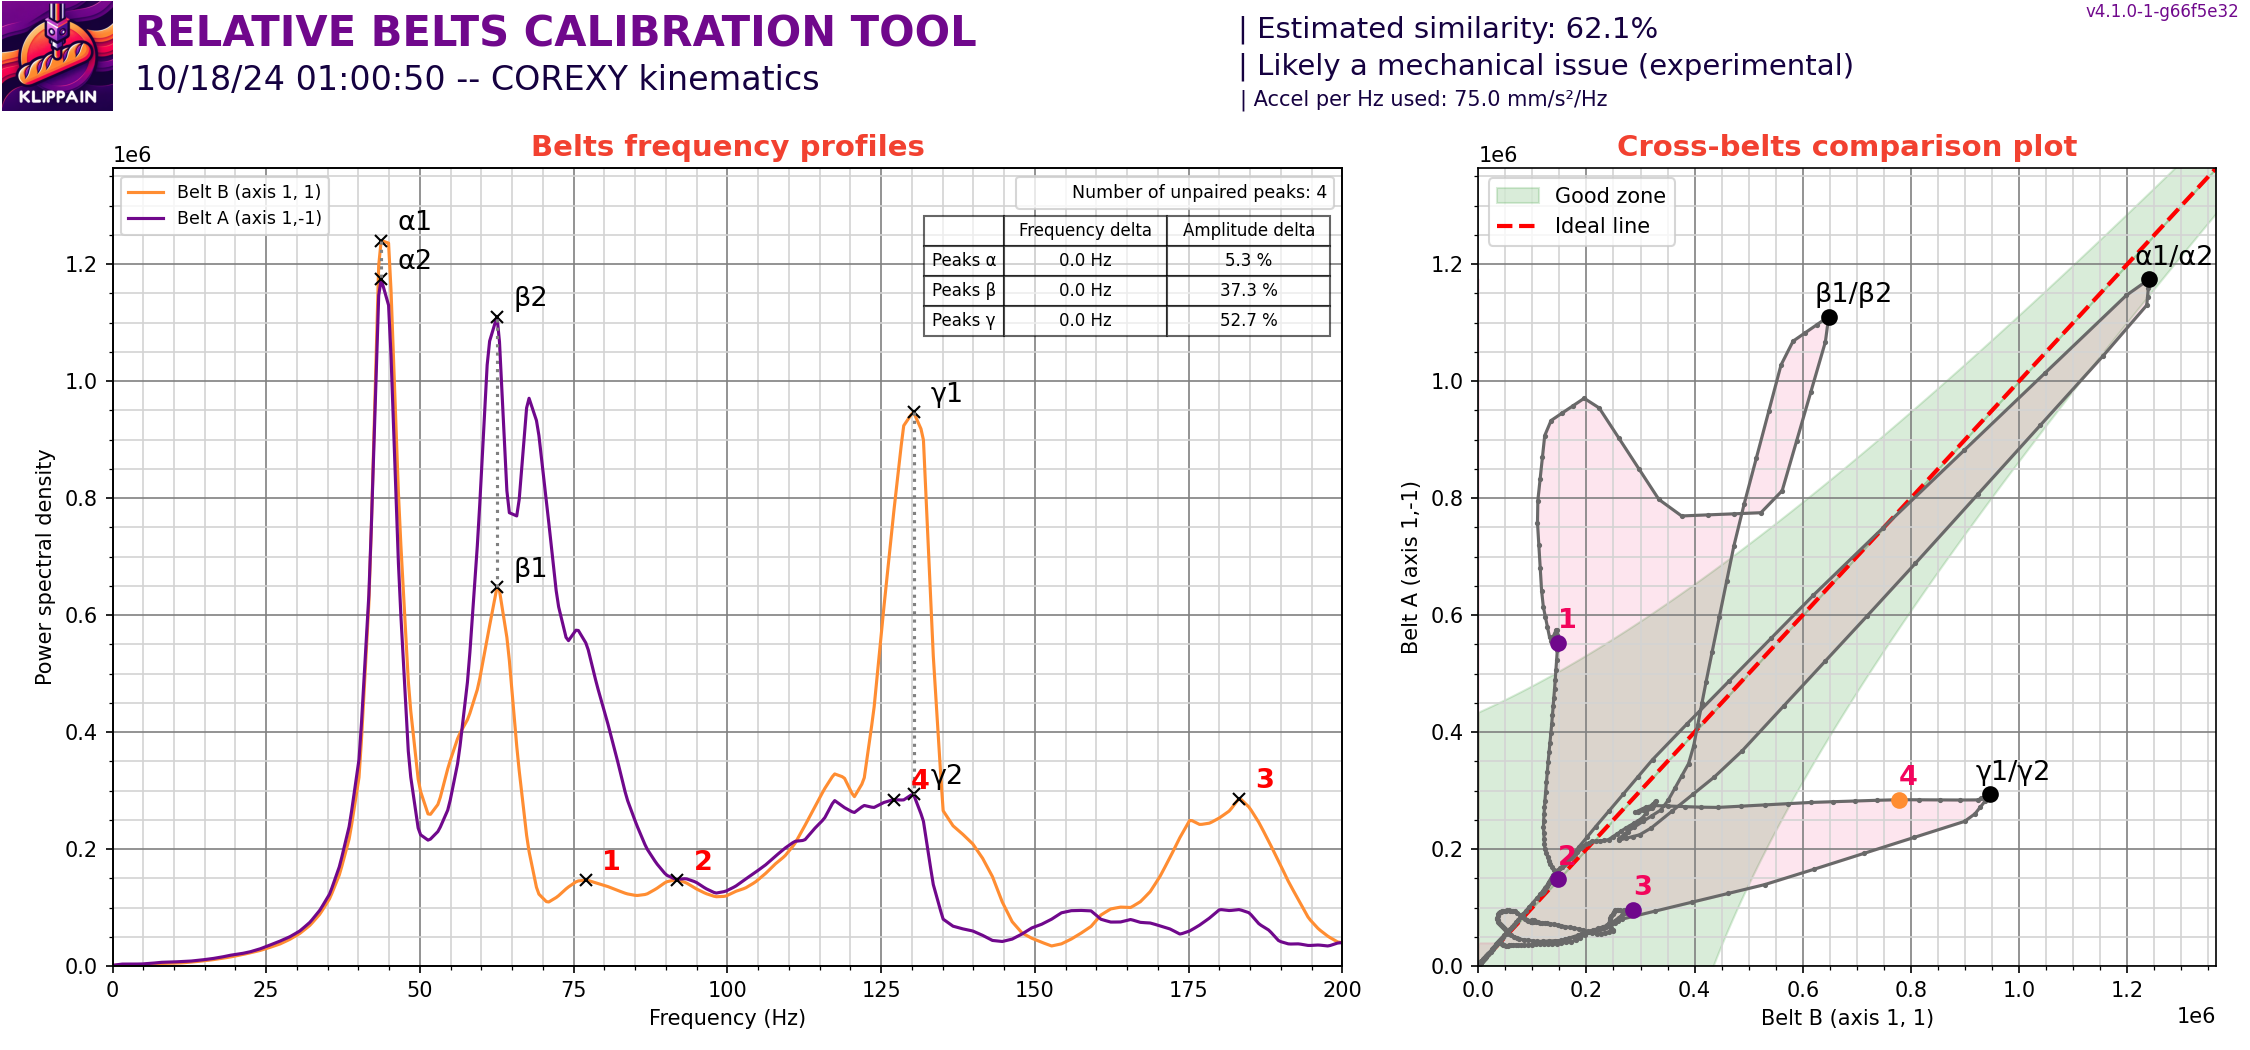 KLIPPAIN
RELATIVE BELTS CALIBRATION TOOL
10/18/24 01:00:50 -- COREXY kinematics
| Estimated similarity: 62.1%
| Likely a mechanical issue (experimental)
| Accel per Hz used: 75.0 mm/s²/Hz
v4.1.0-1-g66f5e32
Belts frequency profiles
1e6
Belt B (axis 1, 1)
Belt A (axis 1,-1)
Number of unpaired peaks: 4
Frequency delta Amplitude delta
Peaks α 0.0 Hz 5.3 %
Peaks β 0.0 Hz 37.3 %
Peaks γ 0.0 Hz 52.7 %
α1
α2
β2
β1
γ1
γ2
4
3
1
2
Power spectral density
1.2
1.0
0.8
0.6
0.4
0.2
0.0
0 25 50 75 100 125 150 175 200
Frequency (Hz)
Cross-belts comparison plot
1e6
Good zone
Ideal line
α1/α2
β1/β2
γ1/γ2
1
4
2
3
Belt A (axis 1,-1)
1.2
1.0
0.8
0.6
0.4
0.2
0.0
0.0 0.2 0.4 0.6 0.8 1.0 1.2
Belt B (axis 1, 1)
1e6